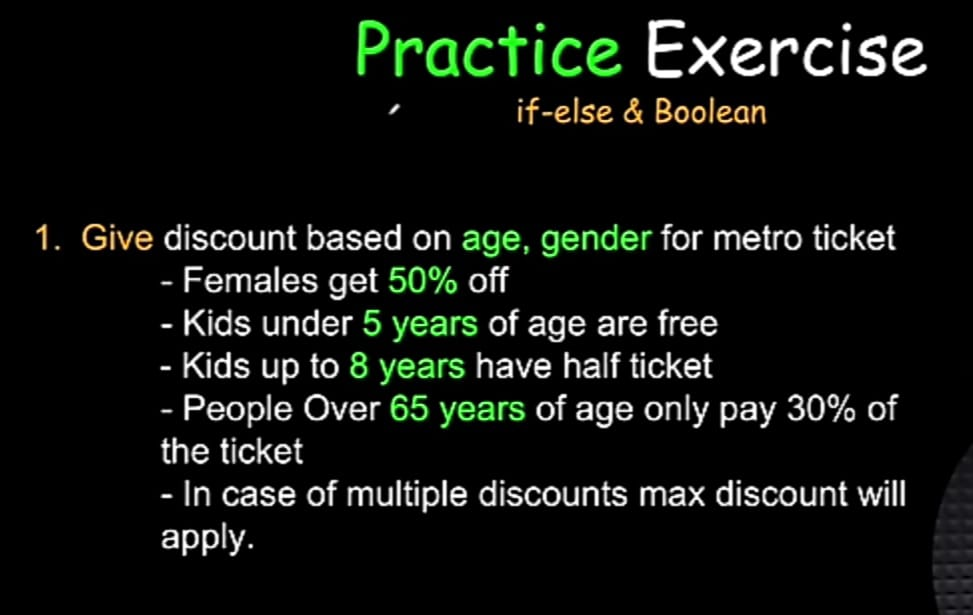 Practice Exercise
if-else & Boolean
1. Give discount based on age, gender for metro ticket
- Females get 50% off
- Kids under 5 years of age are free
- Kids up to 8 years have half ticket
- People Over 65 years of age only pay 30% of
the ticket
- In case of multiple discounts max discount will
apply.